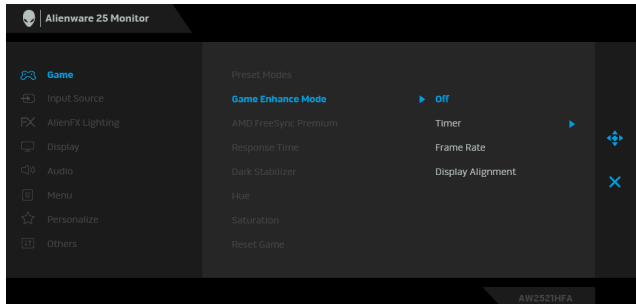 Alienware 25 Monitor
Game
Input Source
AlienFX Lighting
Display
Audio
Menu
Personalize
Others
Preset Modes
Game Enhance Mode
AMD FreeSync Premium
Response Time
Dark Stabilizer
Hue
Saturation
Reset Game
Off
Timer
Frame Rate
Display Alignment
AW2521HFA